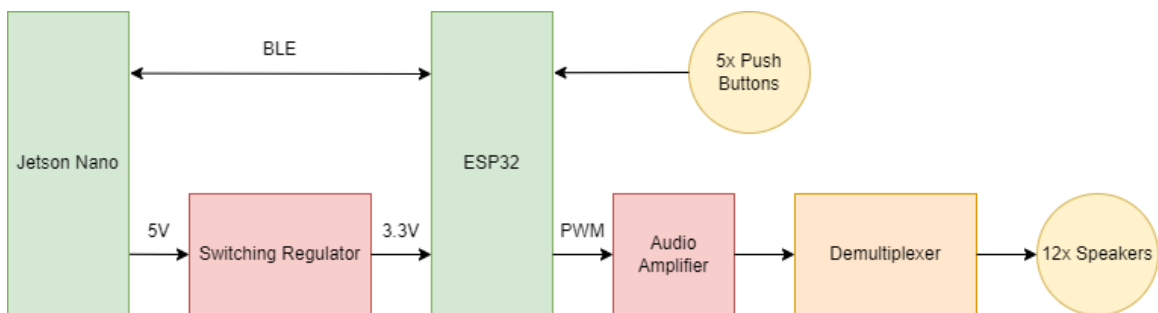 BLE
5x Push
Buttons
Jetson Nano
ESP32
5V
Switching Regulator
3.3V
PWM
Audio
Amplifier
Demultiplexer
12x Speakers